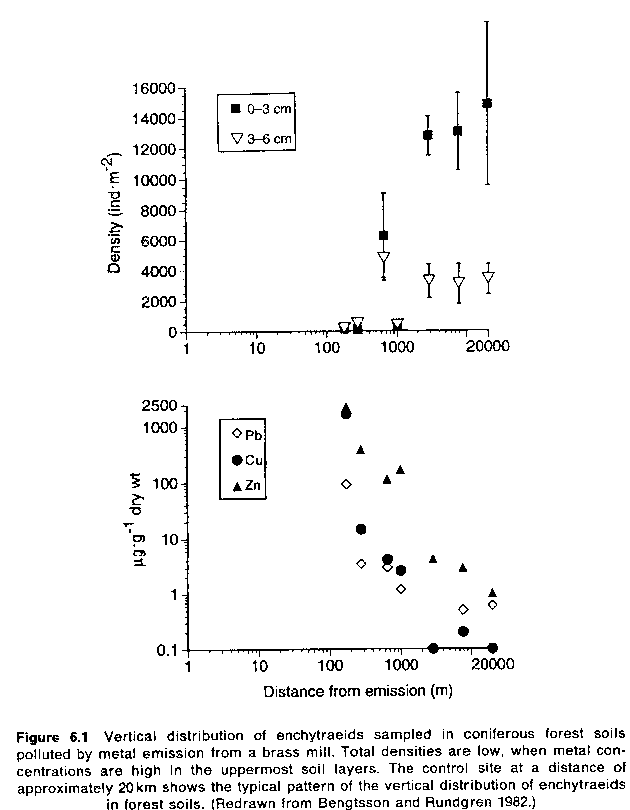 16000
14000
12000
10000
8000
6000
4000
2000
0
Density (ind·m⁻²)
0–3 cm
3–6 cm
1 10 100 1000 20000
2500
1000
100
10
1
0.1
µg·g⁻¹ dry wt
Pb
Cu
Zn
1 10 100 1000 20000
Distance from emission (m)
Figure 6.1 Vertical distribution of enchytraeids sampled in coniferous forest soils
polluted by metal emission from a brass mill. Total densities are low, when metal con-
centrations are high in the uppermost soil layers. The control site at a distance of
approximately 20 km shows the typical pattern of the vertical distribution of enchytraeids
in forest soils. (Redrawn from Bengtsson and Rundgren 1982.)